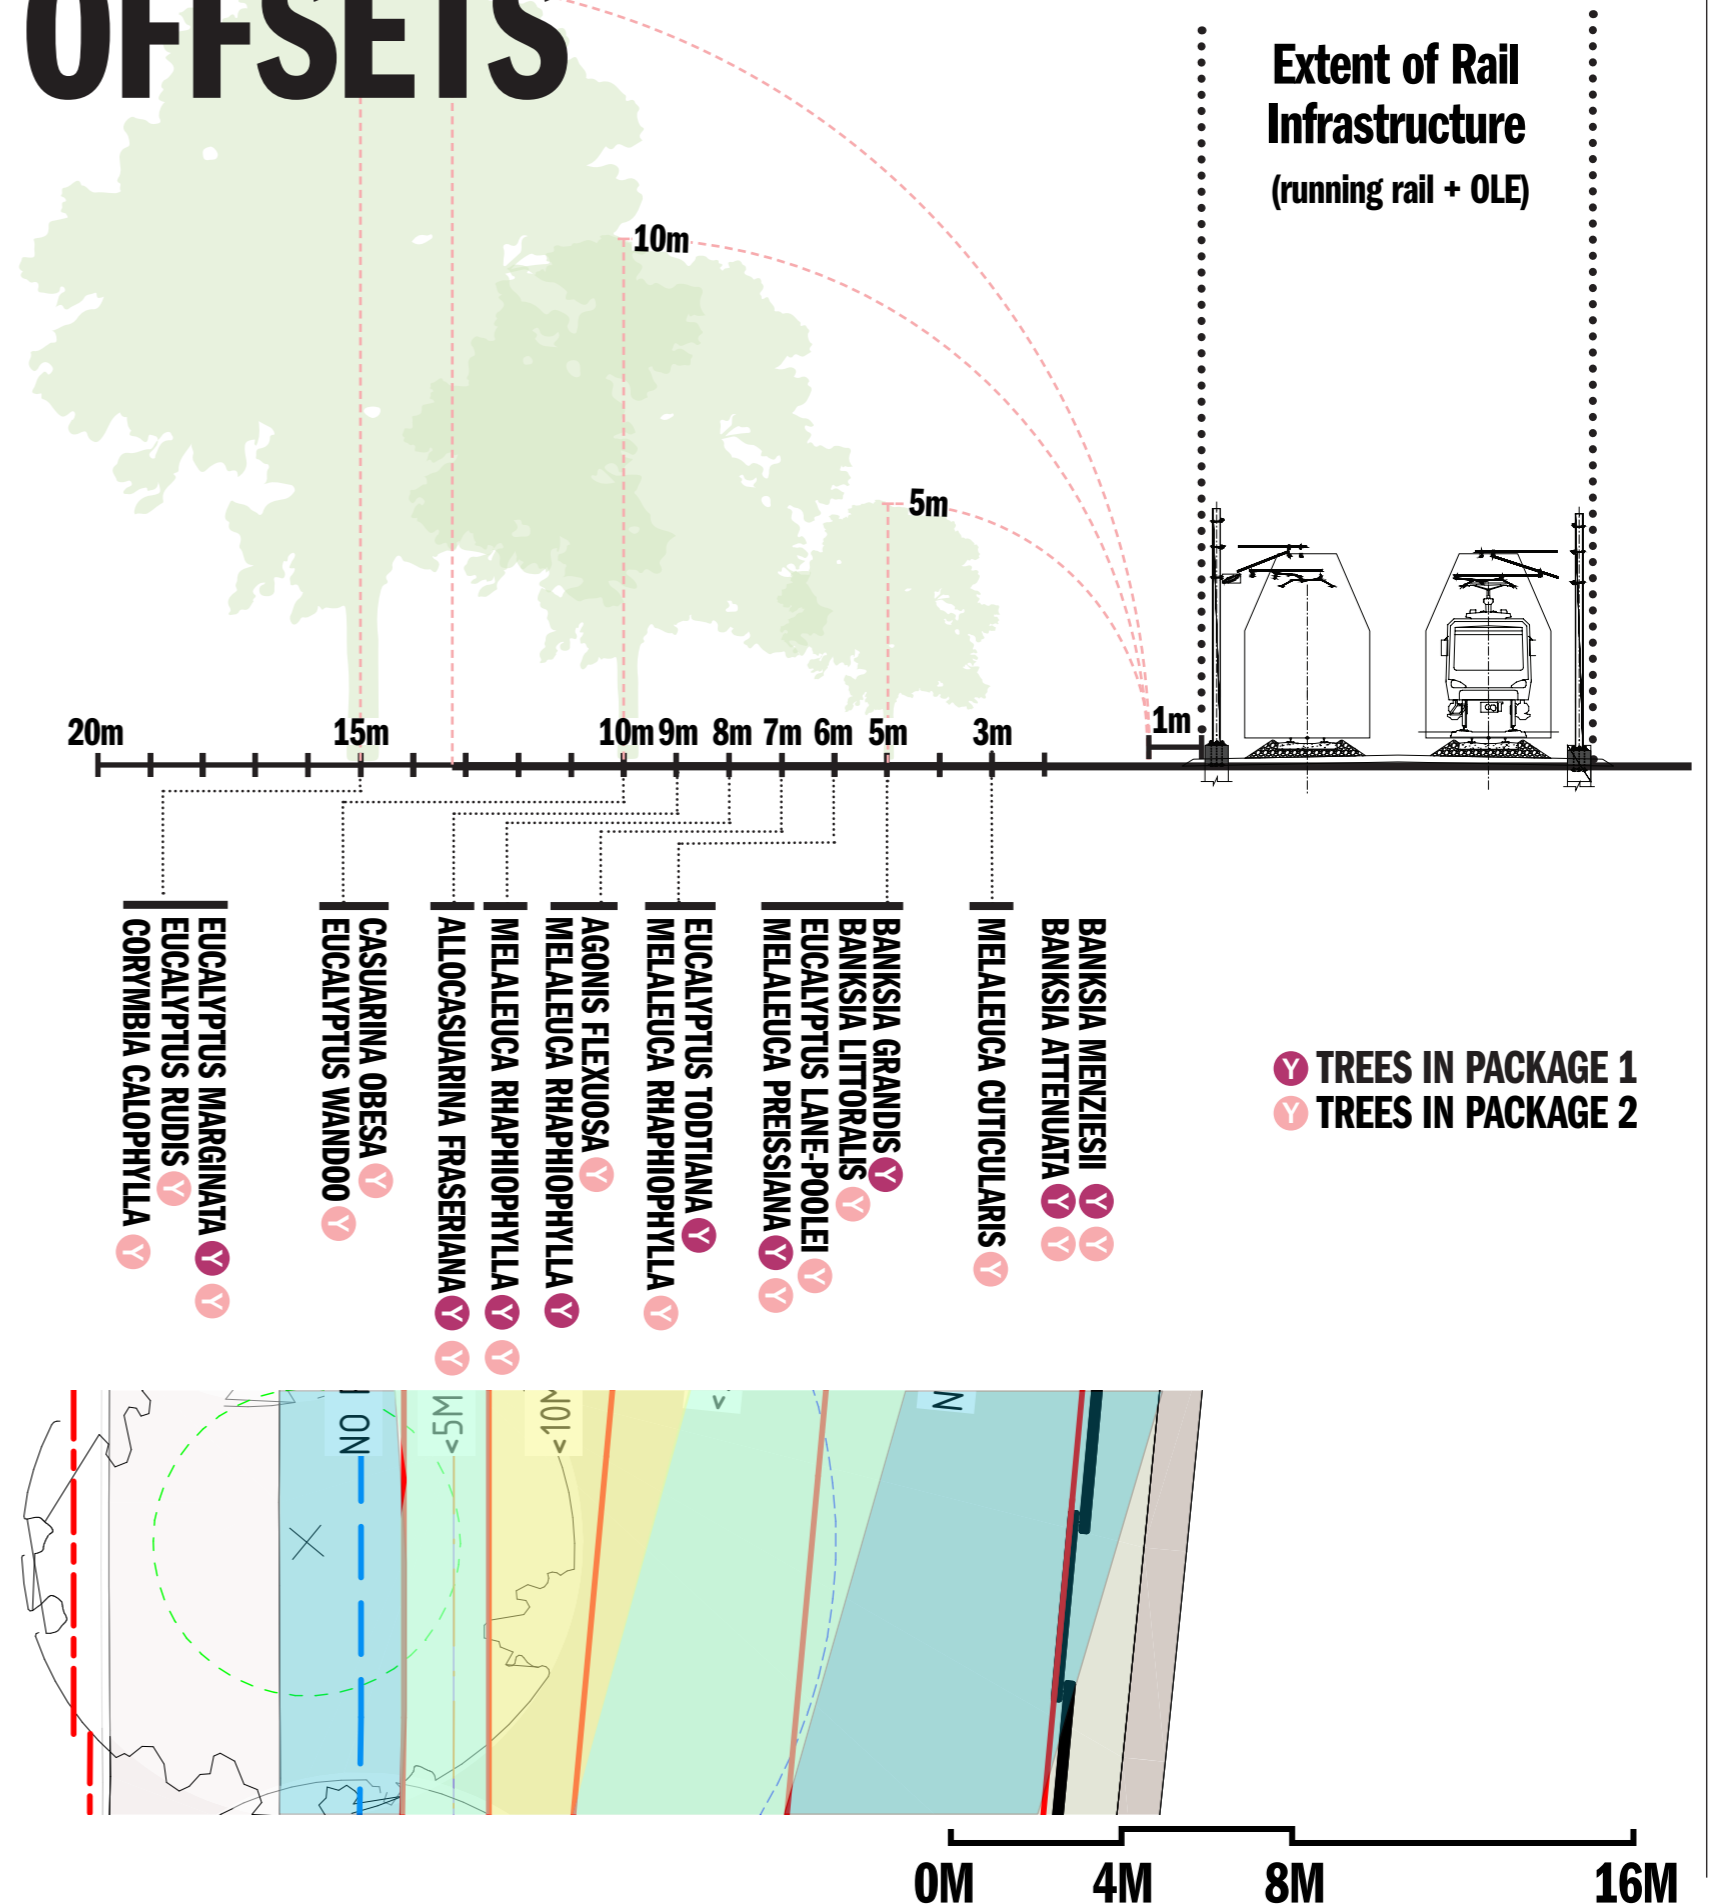 OFFSETS
Extent of Rail
Infrastructure
(running rail + OLE)
10m
5m
1m
20m
15m
10m
9m
8m
7m
6m
5m
3m
CORYMBIA CALOPHYLLA Y
EUCALYPTUS RUDIS Y
EUCALYPTUS MARGINATA Y Y
EUCALYPTUS WANDOO Y
CASUARINA OBESA Y
ALLOCASUARINA FRASERIANA Y Y
MELALEUCA RHAPHIOPHYLLA Y Y
MELALEUCA RHAPHIOPHYLLA Y
AGONIS FLEXUOSA Y
MELALEUCA RHAPHIOPHYLLA Y
EUCALYPTUS TODTIANA Y
MELALEUCA PREISSIANA Y Y
EUCALYPTUS LANE-POOLEI Y
BANKSIA LITTORALIS Y
BANKSIA GRANDIS Y
MELALEUCA CUTICULARIS Y
BANKSIA ATTENUATA Y Y
BANKSIA MENZIESII Y Y
Y TREES IN PACKAGE 1
Y TREES IN PACKAGE 2
NO
<5M
<10M
<
N
0M
4M
8M
16M